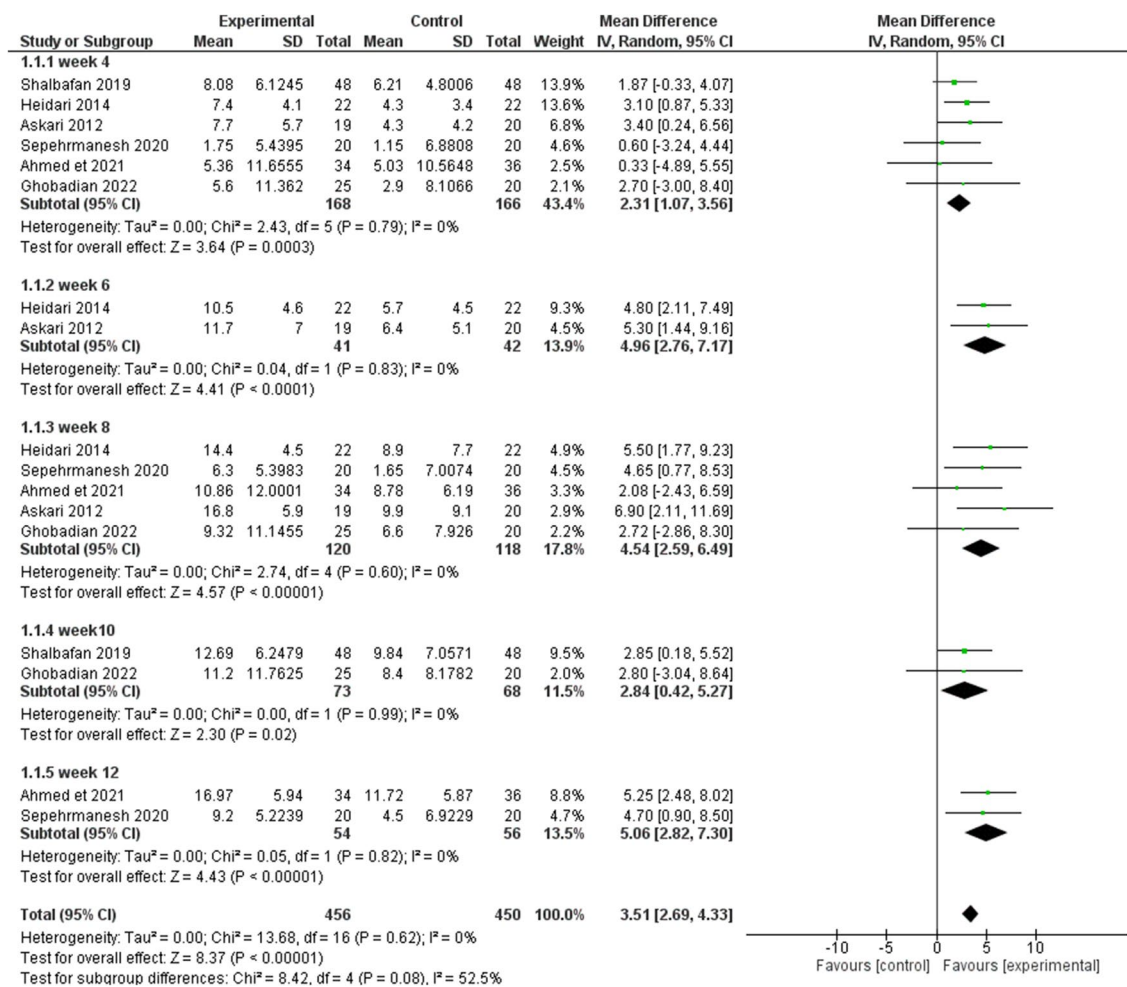 Experimental Control Mean Difference Mean Difference
Study or Subgroup Mean SD Total Mean SD Total Weight IV, Random, 95% CI IV, Random, 95% CI
1.1.1 week 4
Shalbafan 2019 8.08 6.1245 48 6.21 4.8006 48 13.9% 1.87 [-0.33, 4.07]
Heidari 2014 7.4 4.1 22 4.3 3.4 22 13.6% 3.10 [0.87, 5.33]
Askari 2012 7.7 5.7 19 4.3 4.2 20 6.8% 3.40 [0.24, 6.56]
Sepehrmanesh 2020 1.75 5.4395 20 1.15 6.8808 20 4.6% 0.60 [-3.24, 4.44]
Ahmed et 2021 5.36 11.6555 34 5.03 10.5648 36 2.5% 0.33 [-4.89, 5.55]
Ghobadian 2022 5.6 11.362 25 2.9 8.1066 20 2.1% 2.70 [-3.00, 8.40]
Subtotal (95% CI) 168 166 43.4% 2.31 [1.07, 3.56]
Heterogeneity: Tau² = 0.00; Chi² = 2.43, df = 5 (P = 0.79); I² = 0%
Test for overall effect: Z = 3.64 (P = 0.0003)
1.1.2 week 6
Heidari 2014 10.5 4.6 22 5.7 4.5 22 9.3% 4.80 [2.11, 7.49]
Askari 2012 11.7 7 19 6.4 5.1 20 4.5% 5.30 [1.44, 9.16]
Subtotal (95% CI) 41 42 13.9% 4.96 [2.76, 7.17]
Heterogeneity: Tau² = 0.00; Chi² = 0.04, df = 1 (P = 0.83); I² = 0%
Test for overall effect: Z = 4.41 (P < 0.0001)
1.1.3 week 8
Heidari 2014 14.4 4.5 22 8.9 7.7 22 4.9% 5.50 [1.77, 9.23]
Sepehrmanesh 2020 6.3 5.3983 20 1.65 7.0074 20 4.5% 4.65 [0.77, 8.53]
Ahmed et 2021 10.86 12.0001 34 8.78 6.19 36 3.3% 2.08 [-2.43, 6.59]
Askari 2012 16.8 5.9 19 9.9 9.1 20 2.9% 6.90 [2.11, 11.69]
Ghobadian 2022 9.32 11.1455 25 6.6 7.926 20 2.2% 2.72 [-2.86, 8.30]
Subtotal (95% CI) 120 118 17.8% 4.54 [2.59, 6.49]
Heterogeneity: Tau² = 0.00; Chi² = 2.74, df = 4 (P = 0.60); I² = 0%
Test for overall effect: Z = 4.57 (P < 0.00001)
1.1.4 week10
Shalbafan 2019 12.69 6.2479 48 9.84 7.0571 48 9.5% 2.85 [0.18, 5.52]
Ghobadian 2022 11.2 11.7625 25 8.4 8.1782 20 2.0% 2.80 [-3.04, 8.64]
Subtotal (95% CI) 73 68 11.5% 2.84 [0.42, 5.27]
Heterogeneity: Tau² = 0.00; Chi² = 0.00, df = 1 (P = 0.99); I² = 0%
Test for overall effect: Z = 2.30 (P = 0.02)
1.1.5 week 12
Ahmed et 2021 16.97 5.94 34 11.72 5.87 36 8.8% 5.25 [2.48, 8.02]
Sepehrmanesh 2020 9.2 5.2239 20 4.5 6.9229 20 4.7% 4.70 [0.90, 8.50]
Subtotal (95% CI) 54 56 13.5% 5.06 [2.82, 7.30]
Heterogeneity: Tau² = 0.00; Chi² = 0.05, df = 1 (P = 0.82); I² = 0%
Test for overall effect: Z = 4.43 (P < 0.00001)
Total (95% CI) 456 450 100.0% 3.51 [2.69, 4.33]
Heterogeneity: Tau² = 0.00; Chi² = 13.68, df = 16 (P = 0.62); I² = 0%
Test for overall effect: Z = 8.37 (P < 0.00001)
Test for subgroup differences: Chi² = 8.42, df = 4 (P = 0.08), I² = 52.5%
-10 -5 0 5 10
Favours [control] Favours [experimental]